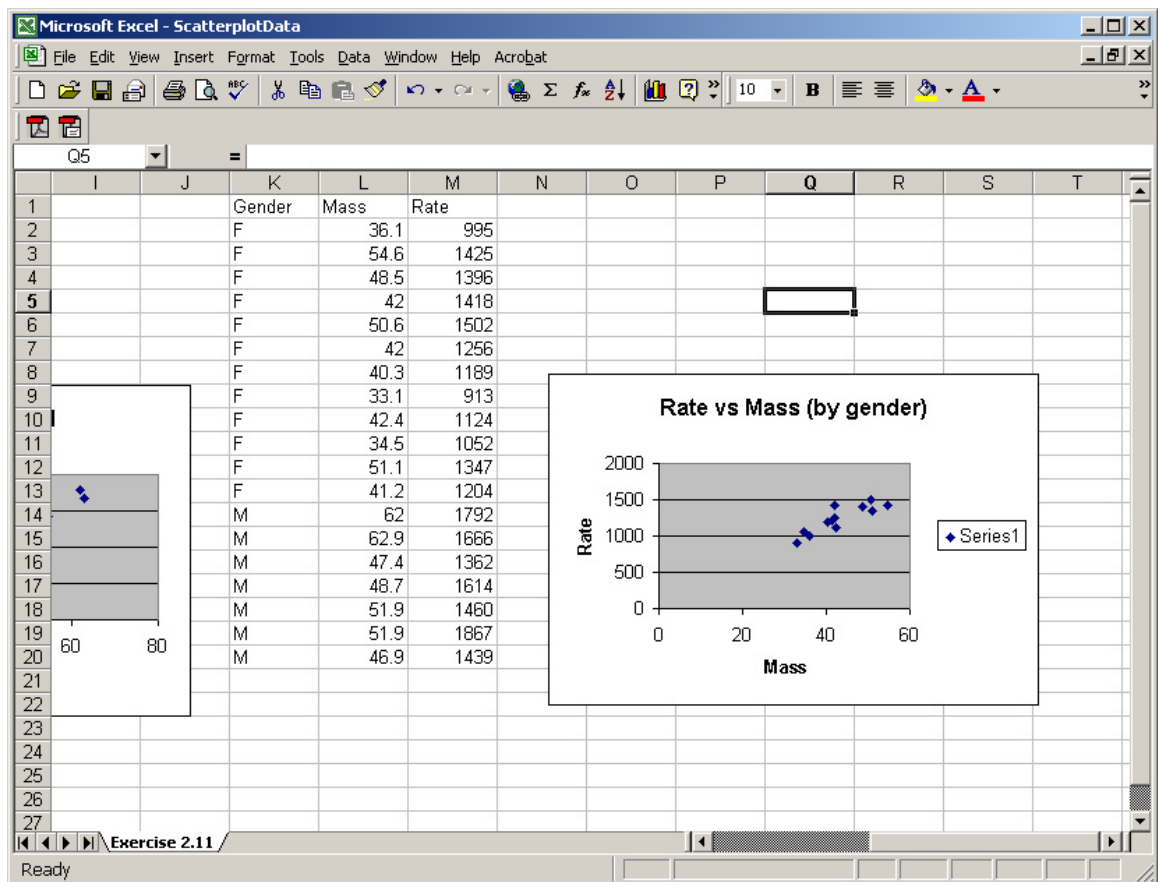 Microsoft Excel - ScatterplotData
File Edit View Insert Format Tools Data Window Help Acrobat
ABC Σ fx 10 B A
Q5 =
I J K L M N O P Q R S T
1 Gender Mass Rate
2 F 36.1 995
3 F 54.6 1425
4 F 48.5 1396
5 F 42 1418
6 F 50.6 1502
7 F 42 1256
8 F 40.3 1189
9 F 33.1 913
10 F 42.4 1124
11 F 34.5 1052
12 F 51.1 1347
13 F 41.2 1204
14 M 62 1792
15 M 62.9 1666
16 M 47.4 1362
17 M 48.7 1614
18 M 51.9 1460
19 M 51.9 1867
20 M 46.9 1439
21
22
23
24
25
26
27
60 80
Rate vs Mass (by gender)
2000
1500
1000
500
0
Rate
0 20 40 60
Mass
Series1
Exercise 2.11
Ready